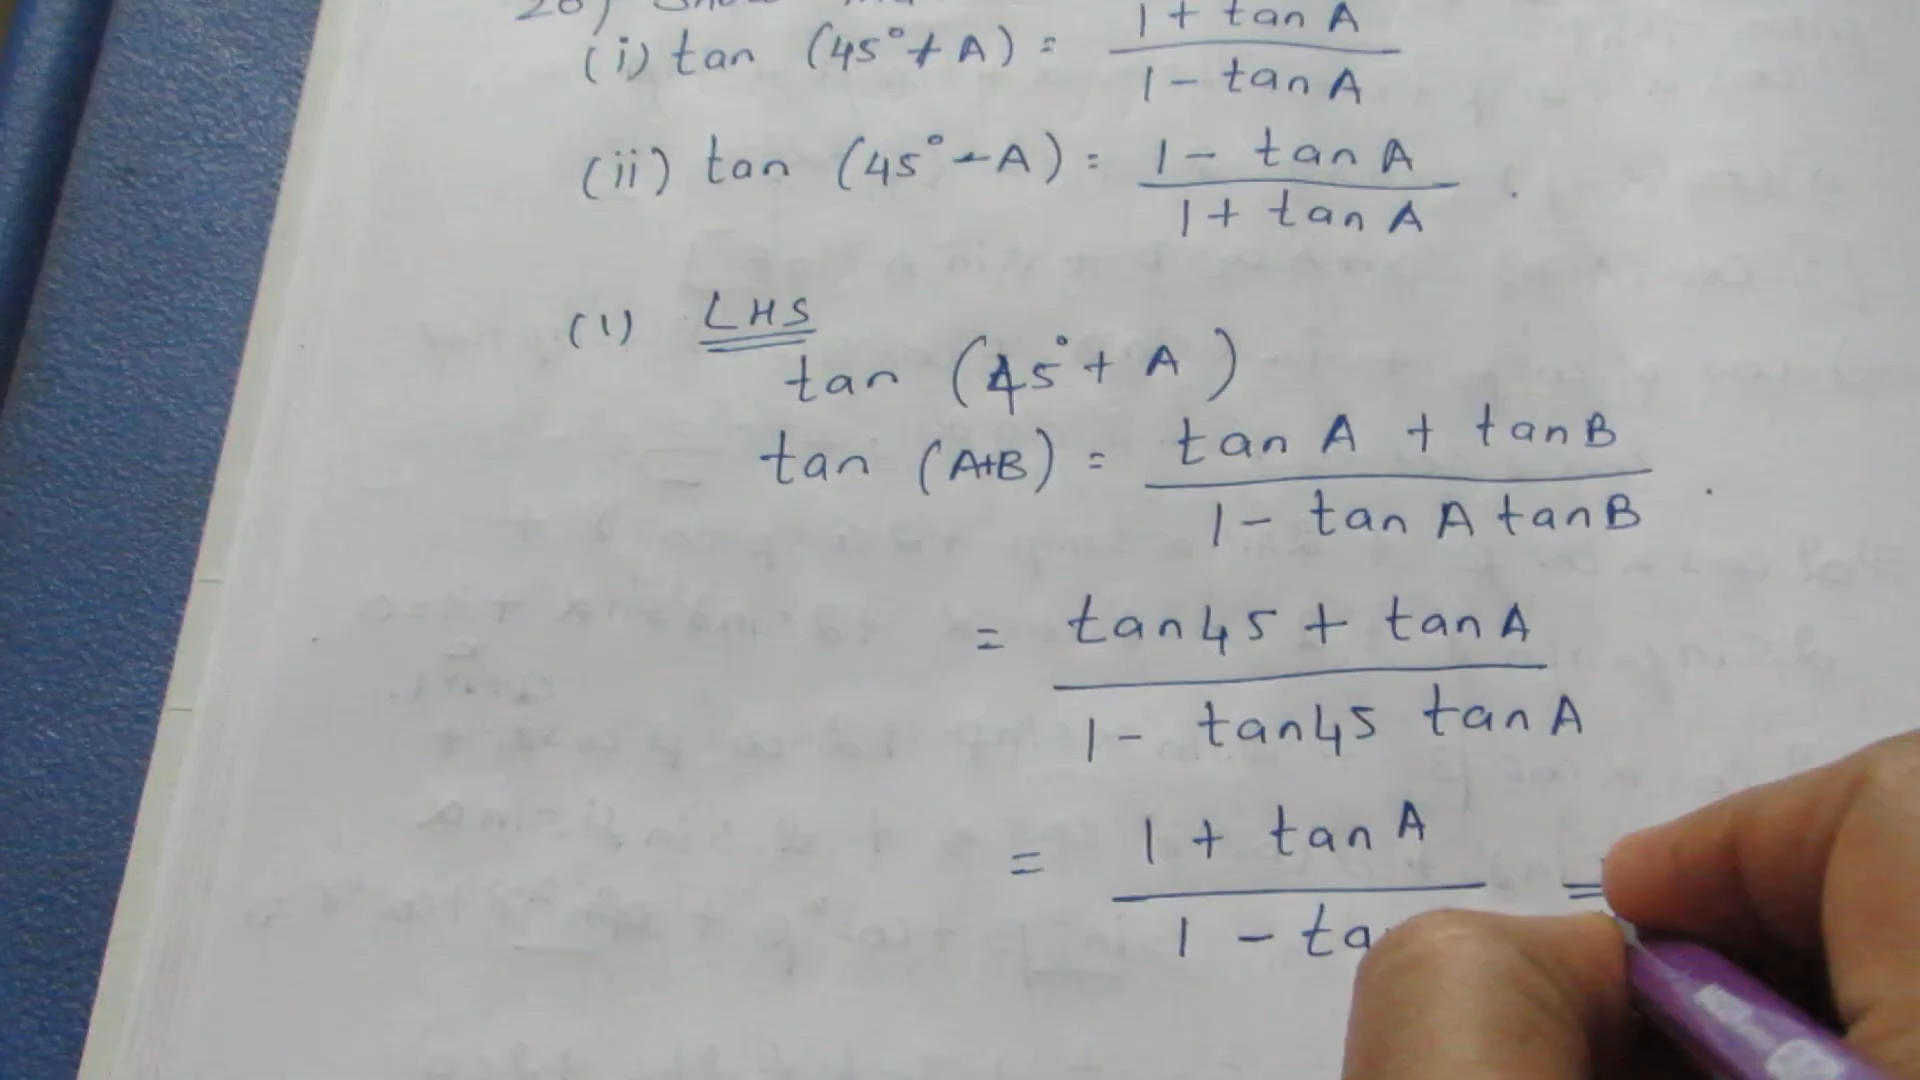 (i) tan (45° + A) = 1 + tan A / 1 - tan A
(ii) tan (45° - A) = 1 - tan A / 1 + tan A .
(1) LHS
tan (45° + A)
tan (A+B) = tan A + tan B / 1 - tan A tan B .
= tan45 + tan A / 1 - tan45 tan A
= 1 + tan A / 1 - ta =